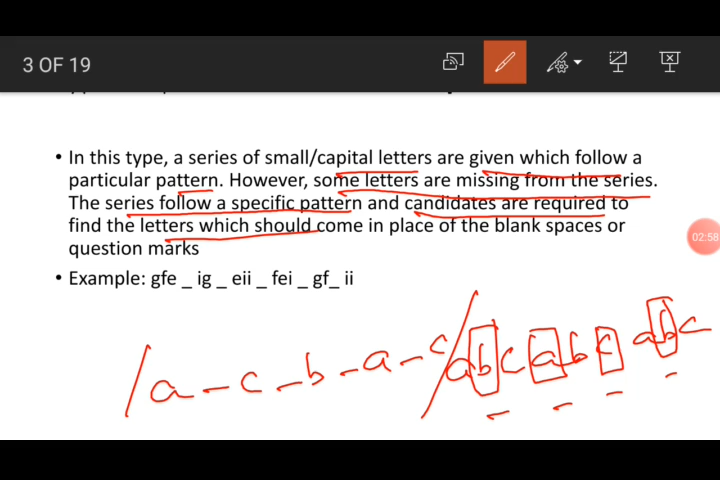 3 OF 19
• In this type, a series of small/capital letters are given which follow a
particular pattern. However, some letters are missing from the series.
The series follow a specific pattern and candidates are required to
find the letters which should come in place of the blank spaces or
question marks
02:58
• Example: gfe _ ig _ eii _ fei _ gf_ ii
/ a - c - b - a - c / abc abc abc